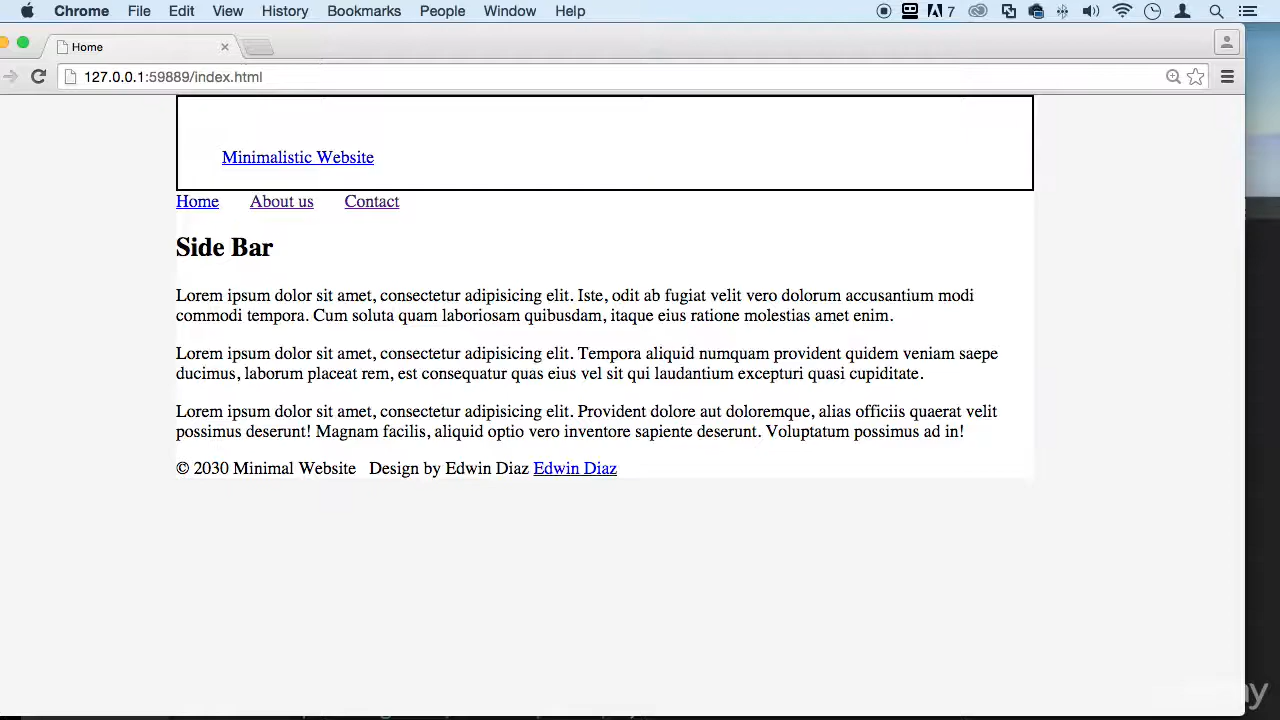 Chrome File Edit View History Bookmarks People Window Help 7
Home
127.0.0.1:59889/index.html
Minimalistic Website
Home About us Contact
Side Bar
Lorem ipsum dolor sit amet, consectetur adipisicing elit. Iste, odit ab fugiat velit vero dolorum accusantium modi
commodi tempora. Cum soluta quam laboriosam quibusdam, itaque eius ratione molestias amet enim.
Lorem ipsum dolor sit amet, consectetur adipisicing elit. Tempora aliquid numquam provident quidem veniam saepe
ducimus, laborum placeat rem, est consequatur quas eius vel sit qui laudantium excepturi quasi cupiditate.
Lorem ipsum dolor sit amet, consectetur adipisicing elit. Provident dolore aut doloremque, alias officiis quaerat velit
possimus deserunt! Magnam facilis, aliquid optio vero inventore sapiente deserunt. Voluptatum possimus ad in!
© 2030 Minimal Website Design by Edwin Diaz Edwin Diaz